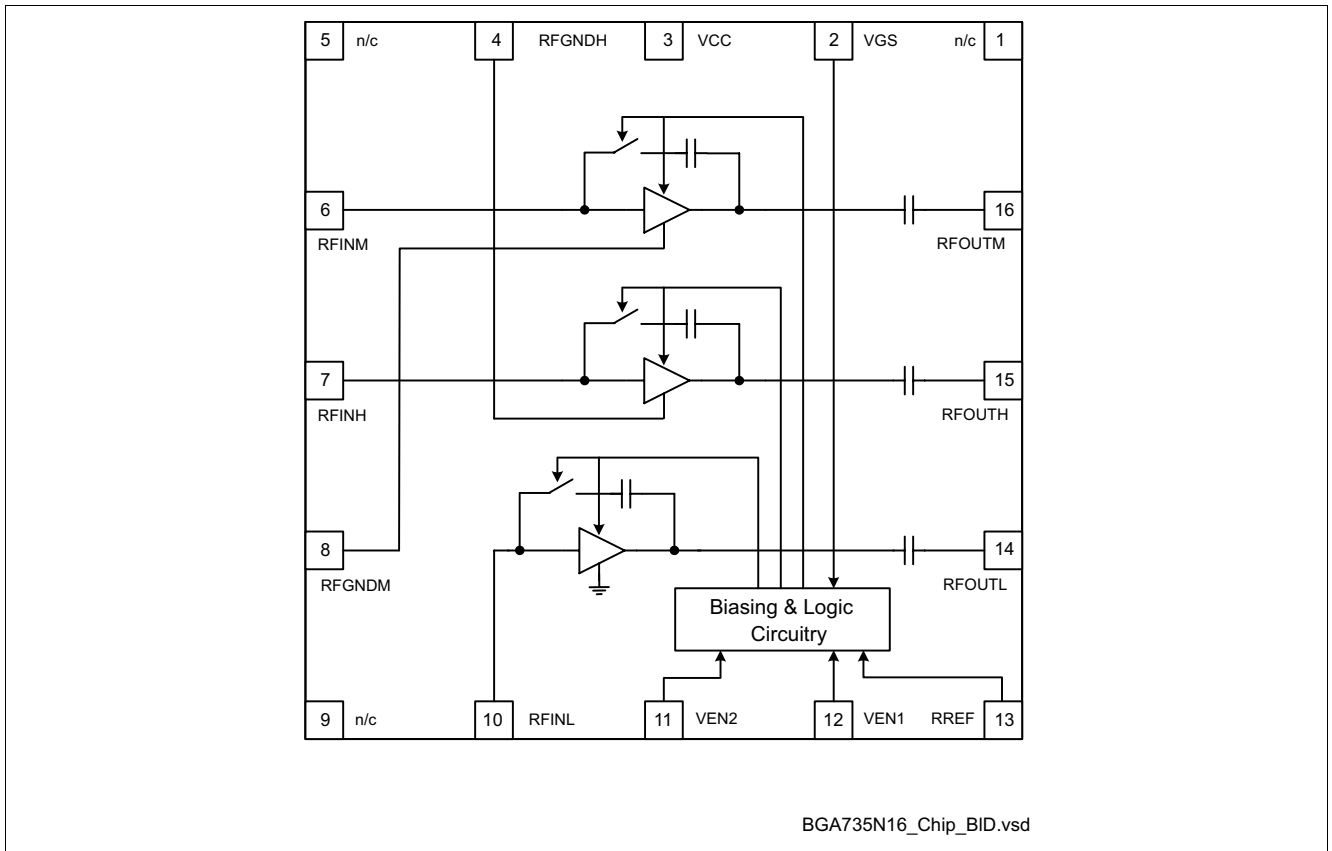 5 n/c 4 RFGNDH 3 VCC 2 VGS n/c 1
6 16
RFINM RFOUTM
7 15
RFINH RFOUTH
8 14
RFGNDM RFOUTL
Biasing & Logic
Circuitry
9 n/c 10 RFINL 11 VEN2 12 VEN1 RREF 13
BGA735N16_Chip_BID.vsd